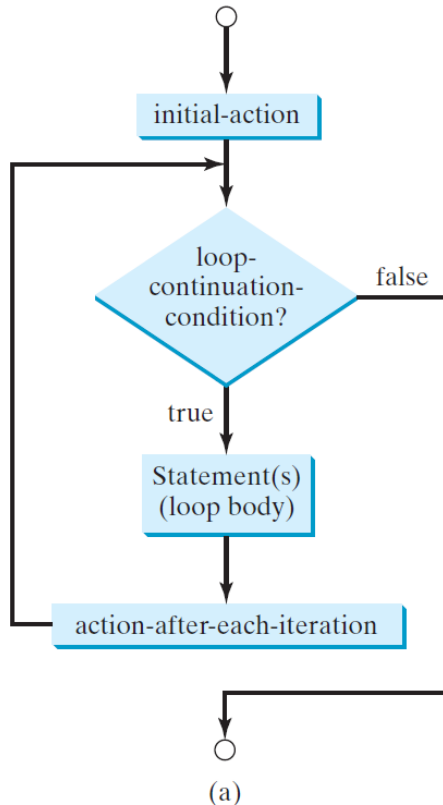 initial-action
loop-
continuation-
condition?
false
true
Statement(s)
(loop body)
action-after-each-iteration
(a)